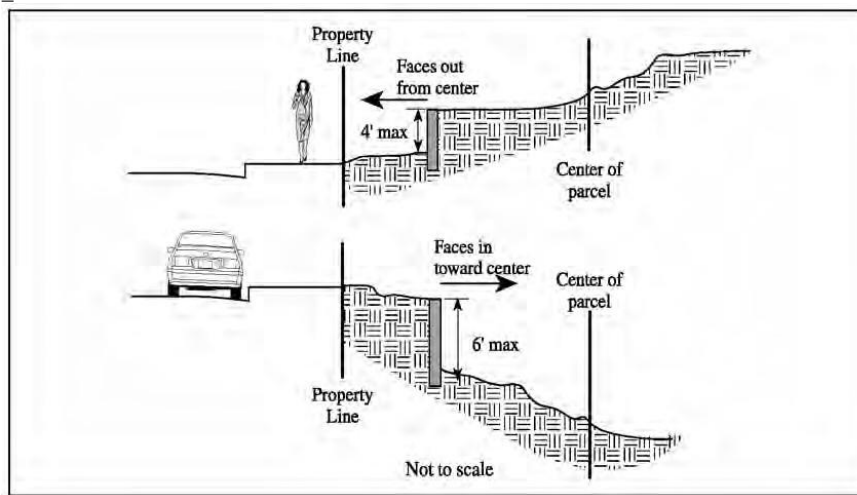 Property
Line
Faces out
from center
4' max
Center of
parcel
Faces in
toward center
Center of
parcel
6' max
Property
Line
Not to scale